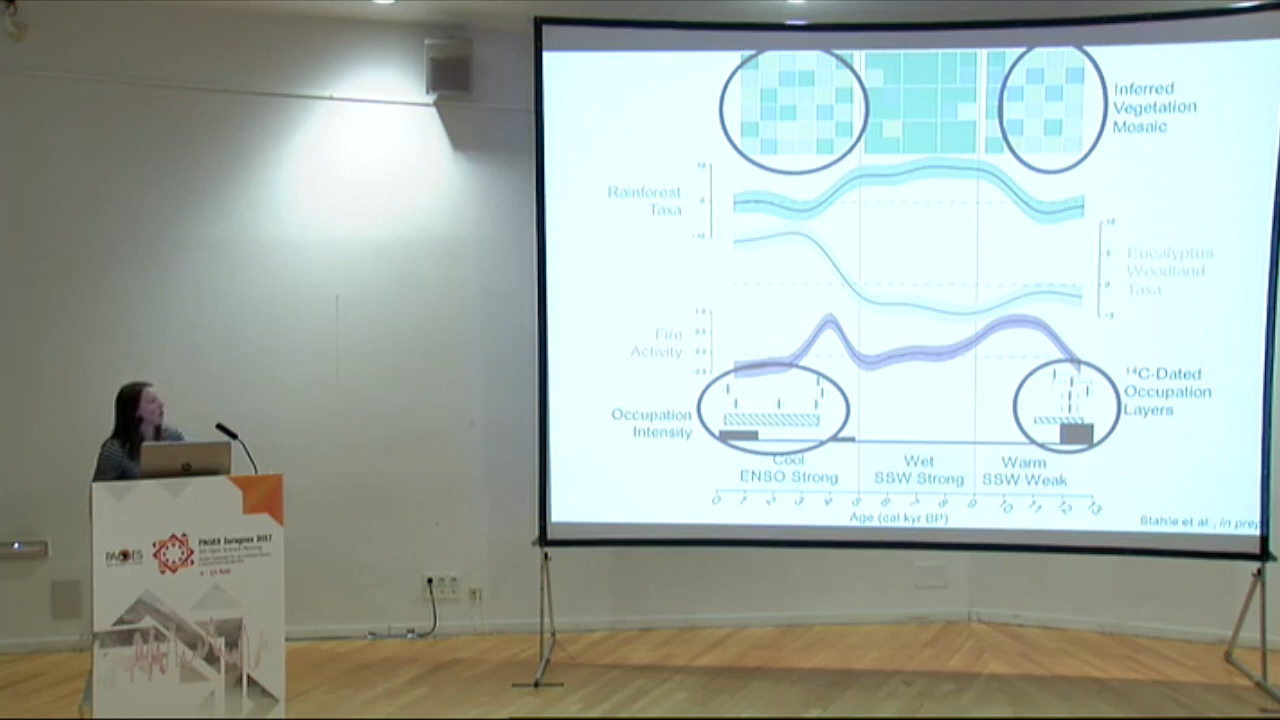 Inferred
Vegetation
Mosaic
Rainforest
Taxa
Eucalyptus
Woodland
Taxa
Fire
Activity
¹⁴C-Dated
Occupation
Layers
Occupation
Intensity
Cool
ENSO Strong
Wet
SSW Strong
Warm
SSW Weak
0 1 2 3 4 5 6 7 8 9 10 11 12 13
Age (cal kyr BP)
Stahle et al., in prep
hp
PAGES
PAGES Zaragoza 2017